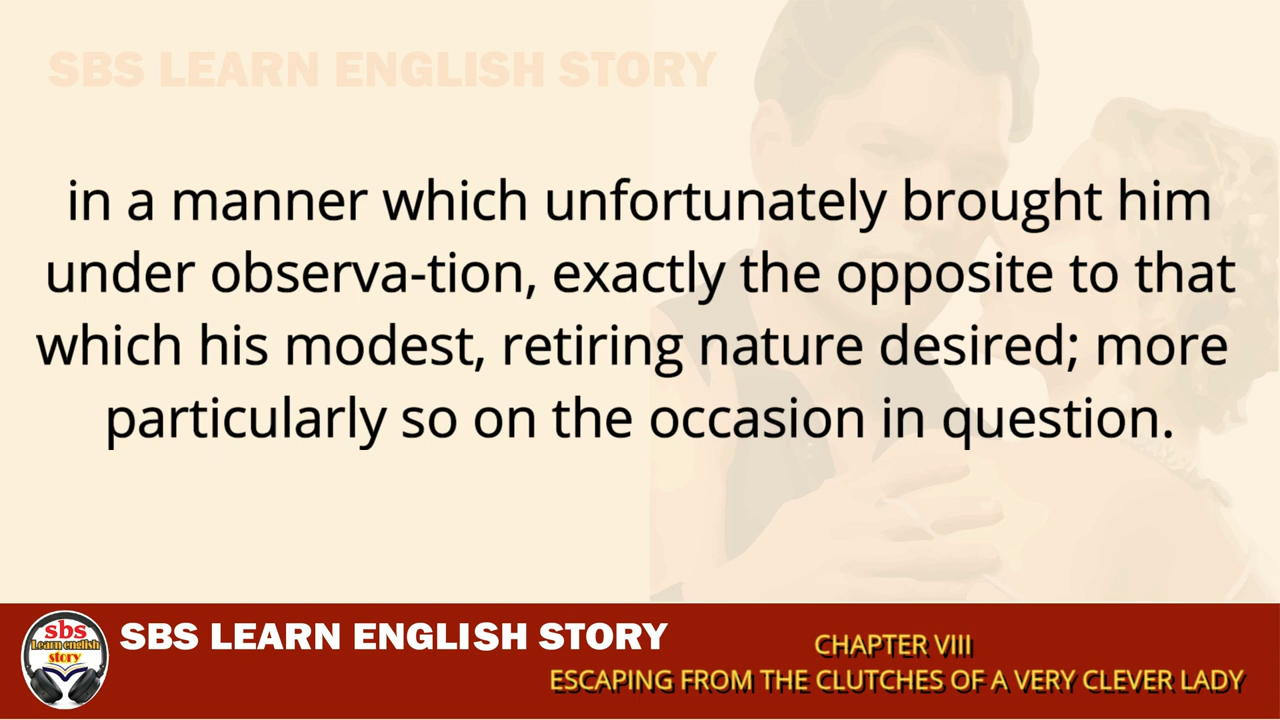 SBS LEARN ENGLISH STORY
in a manner which unfortunately brought him
under observa-tion, exactly the opposite to that
which his modest, retiring nature desired; more
particularly so on the occasion in question.
sbs
Learn english
story
SBS LEARN ENGLISH STORY
CHAPTER VIII
ESCAPING FROM THE CLUTCHES OF A VERY CLEVER LADY